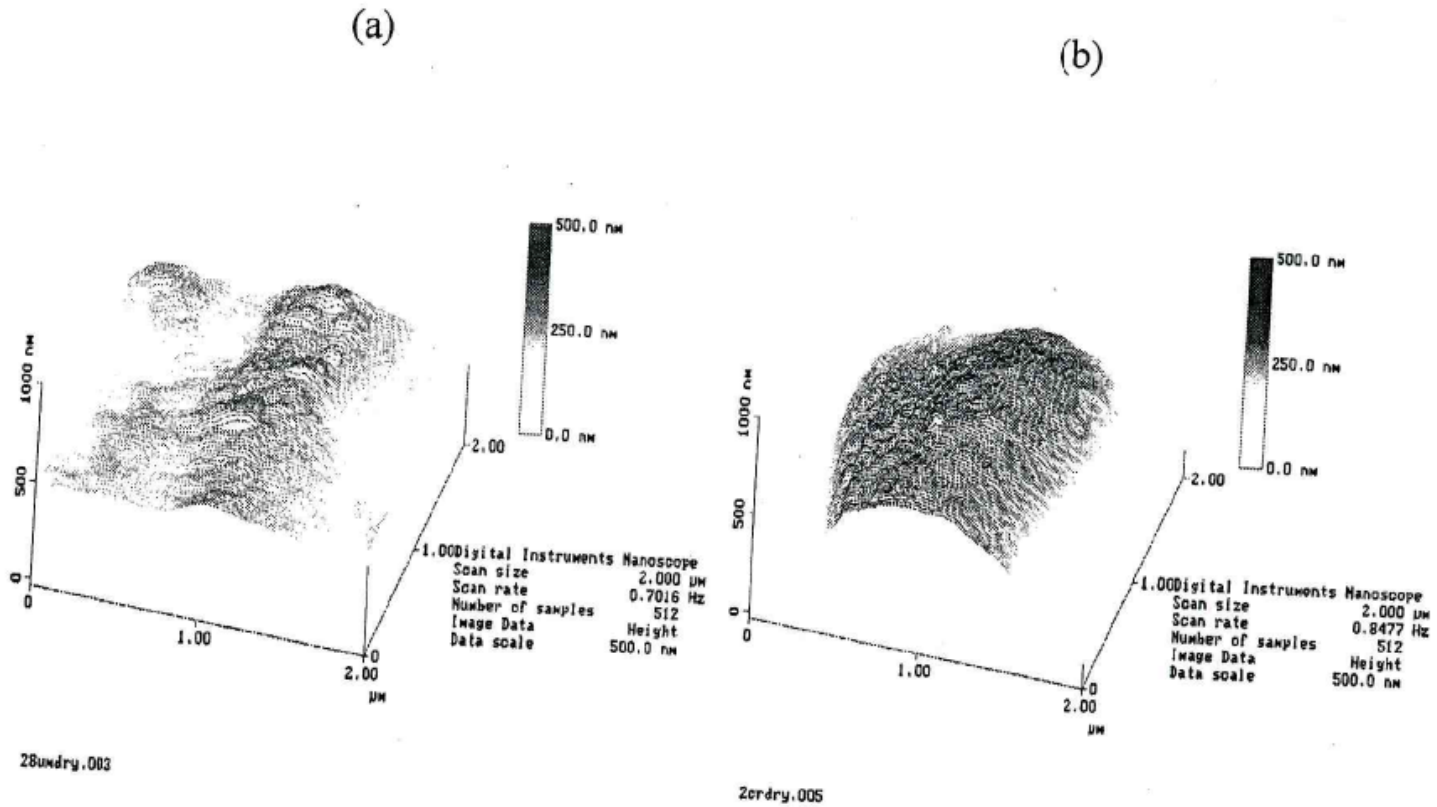 (a)
500.0 nM
250.0 nM
0.0 nM
1000 nM
500
0
0
1.00
2.00
μM
0
1.00
2.00
Digital Instruments Nanoscope
Scan size 2.000 μM
Scan rate 0.7016 Hz
Number of samples 512
Image Data Height
Data scale 500.0 nM
28umdry.003
(b)
500.0 nM
250.0 nM
0.0 nM
1000 nM
500
0
0
1.00
2.00
μM
0
1.00
2.00
Digital Instruments Nanoscope
Scan size 2.000 μM
Scan rate 0.8477 Hz
Number of samples 512
Image Data Height
Data scale 500.0 nM
2crdry.005